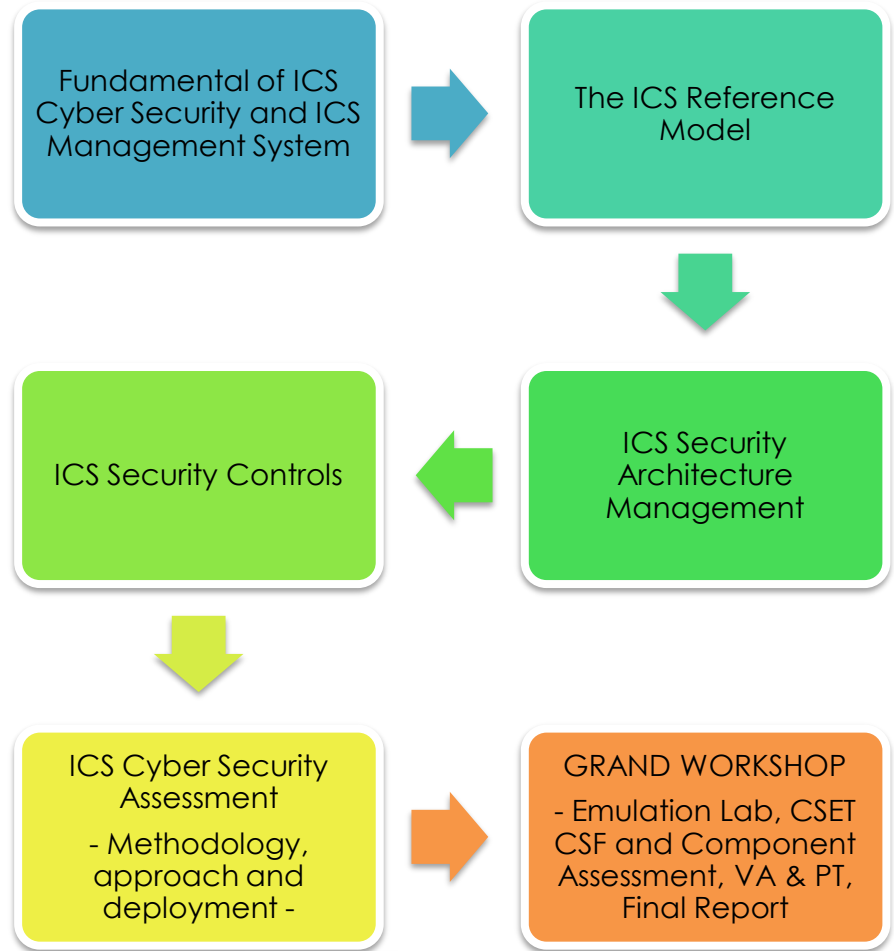 Fundamental of ICS
Cyber Security and ICS
Management System
The ICS Reference
Model
ICS Security
Architecture
Management
ICS Security Controls
ICS Cyber Security
Assessment
- Methodology,
approach and
deployment -
GRAND WORKSHOP
- Emulation Lab, CSET
CSF and Component
Assessment, VA & PT,
Final Report